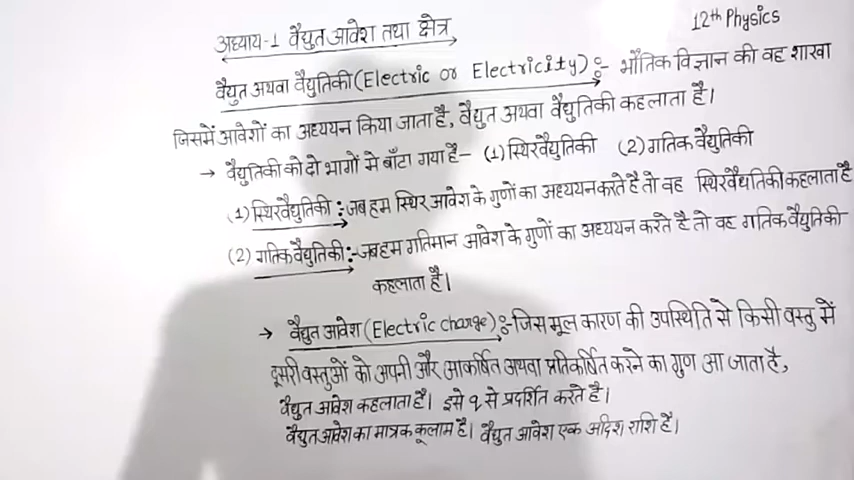 12th Physics
अध्याय-1 वैद्युत आवेश तथा क्षेत्र
वैद्युत अथवा वैद्युतिकी (Electric or Electricity) :- भौतिक विज्ञान की वह शाखा
जिसमें आवेशों का अध्ययन किया जाता है, वैद्युत अथवा वैद्युतिकी कहलाता है।
→ वैद्युतिकी को दो भागों में बाँटा गया है- (1) स्थिरवैद्युतिकी (2) गतिक वैद्युतिकी
(1) स्थिरवैद्युतिकी :- जब हम स्थिर आवेश के गुणों का अध्ययन करते है तो वह स्थिरवैद्युतिकी कहलाता है
(2) गतिक वैद्युतिकी :- जब हम गतिमान आवेश के गुणों का अध्ययन करते है तो वह गतिक वैद्युतिकी
कहलाता है।
→ वैद्युत आवेश (Electric charge) :- जिस मूल कारण की उपस्थिति से किसी वस्तु में
दूसरी वस्तुओं को अपनी ओर आकर्षित अथवा प्रतिकर्षित करने का गुण आ जाता है,
वैद्युत आवेश कहलाता है। इसे q से प्रदर्शित करते है।
वैद्युत आवेश का मात्रक कूलाम है। वैद्युत आवेश एक अदिश राशि है।